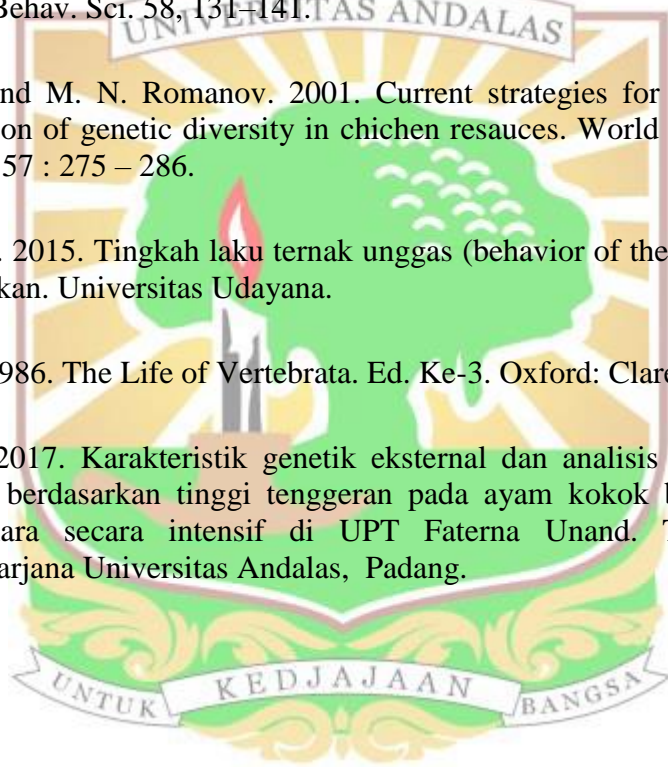 Behav. Sci. 58, 131–141.
UNIVERSITAS ANDALAS
nd M. N. Romanov. 2001. Current strategies for
on of genetic diversity in chichen resauces. World
57 : 275 – 286.
. 2015. Tingkah laku ternak unggas (behavior of the
kan. Universitas Udayana.
986. The Life of Vertebrata. Ed. Ke-3. Oxford: Clare
2017. Karakteristik genetik eksternal dan analisis
berdasarkan tinggi tenggeran pada ayam kokok b
ara secara intensif di UPT Faterna Unand. T
arjana Universitas Andalas, Padang.
UNTUK KEDJAJAAN BANGSA